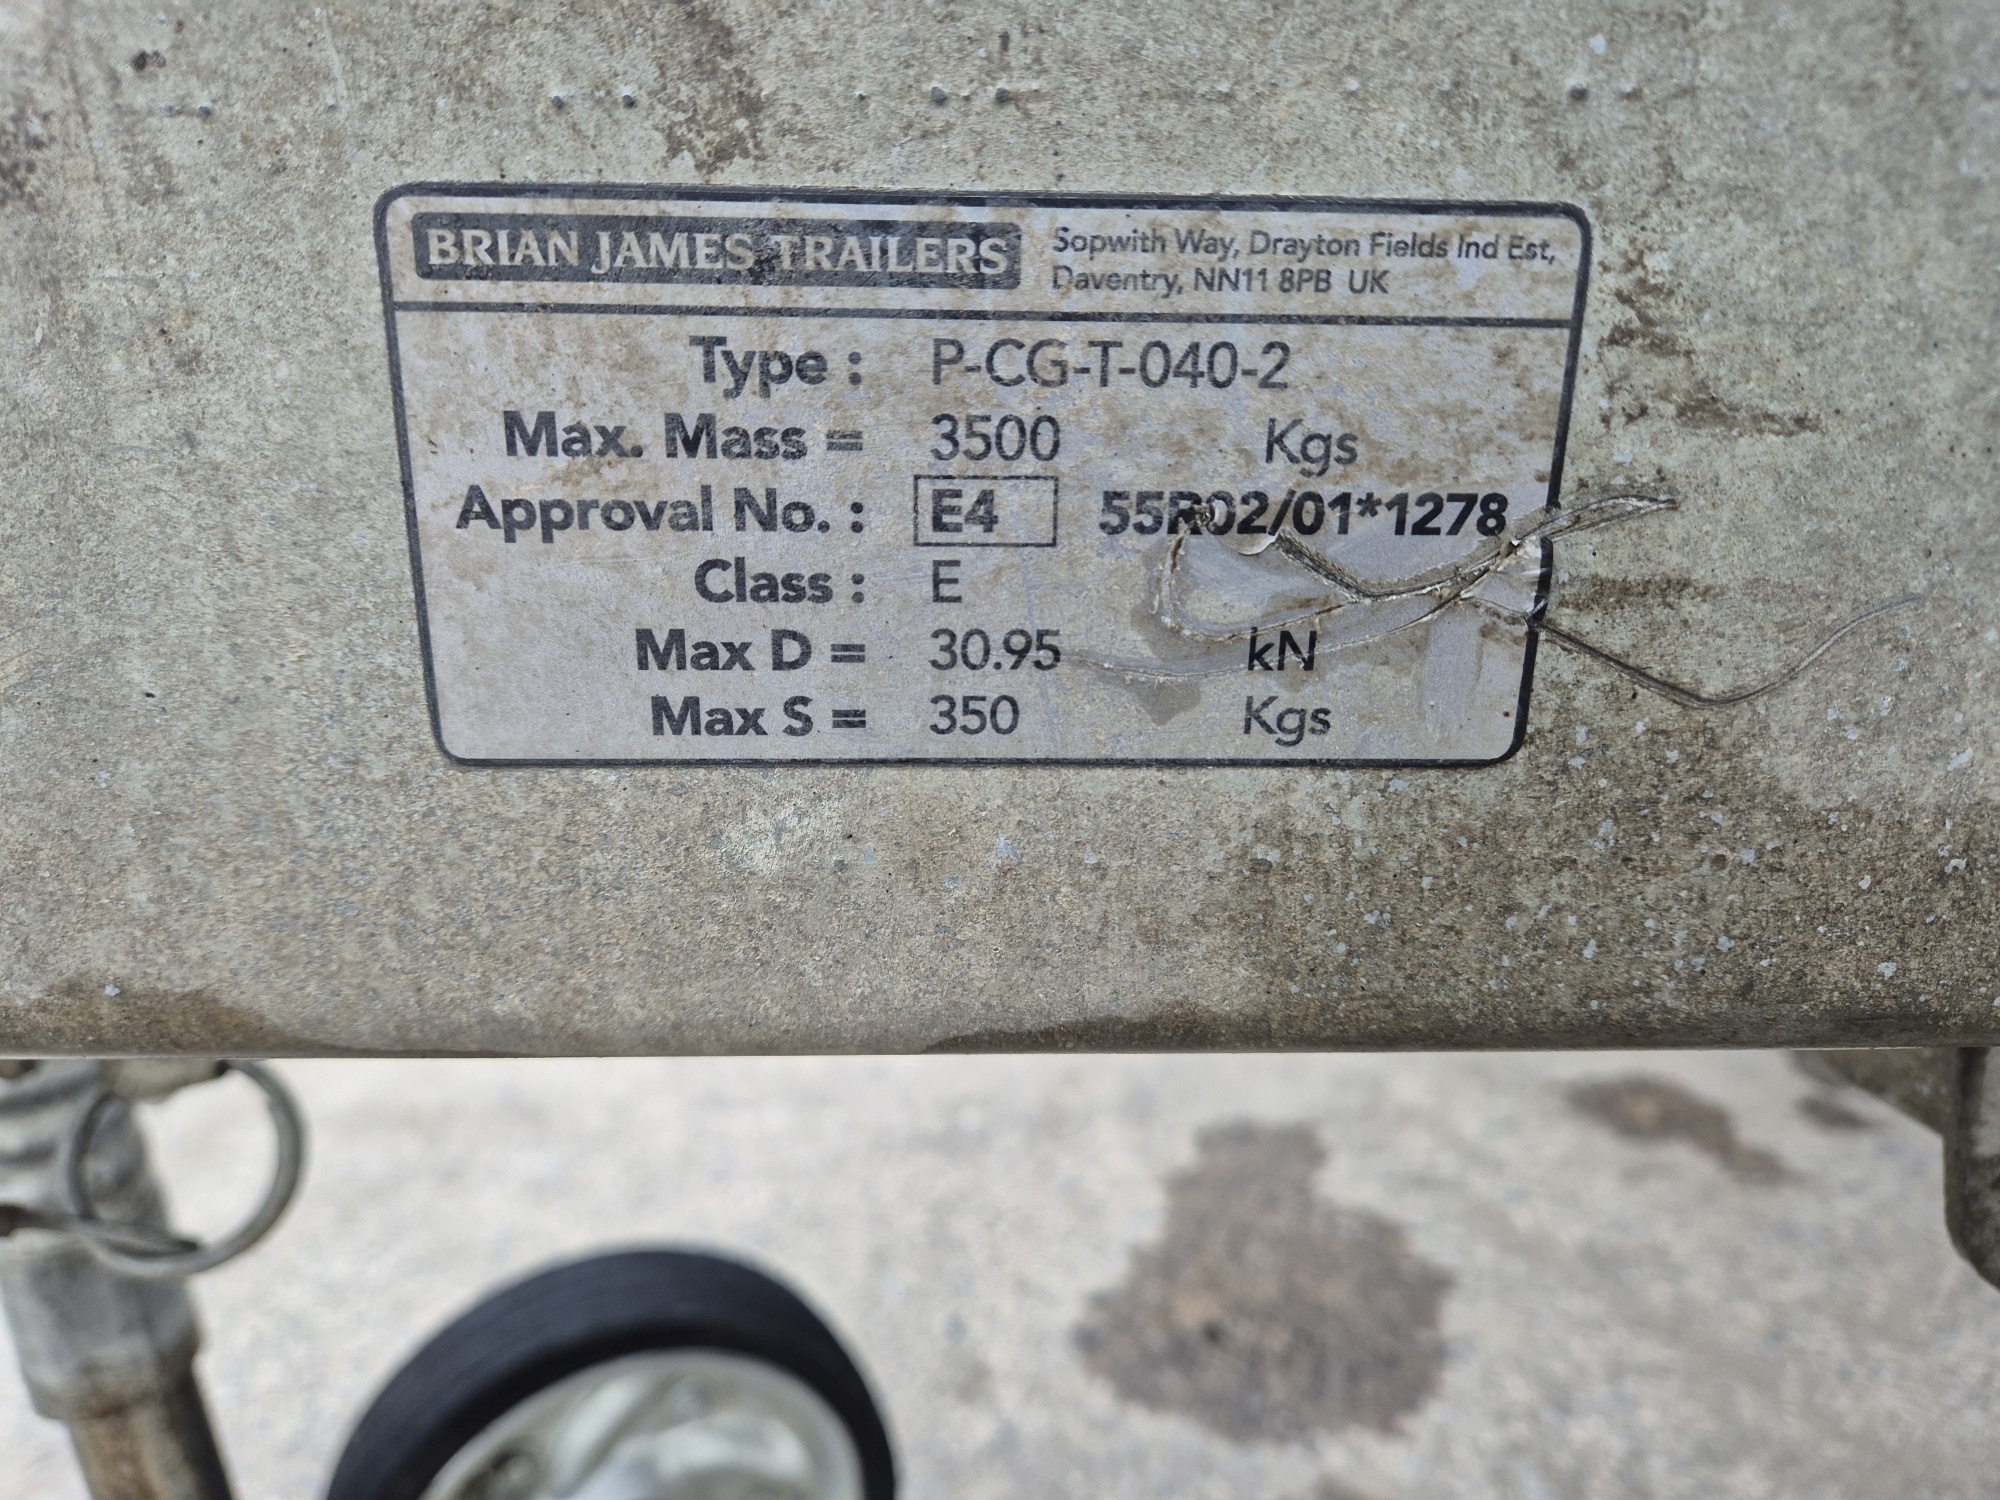 BRIAN JAMES TRAILERS
Sopwith Way, Drayton Fields Ind Est,
Daventry, NN11 8PB UK
Type : P-CG-T-040-2
Max. Mass = 3500 Kgs
Approval No. : E4 55R02/01*1278
Class : E
Max D = 30.95 kN
Max S = 350 Kgs